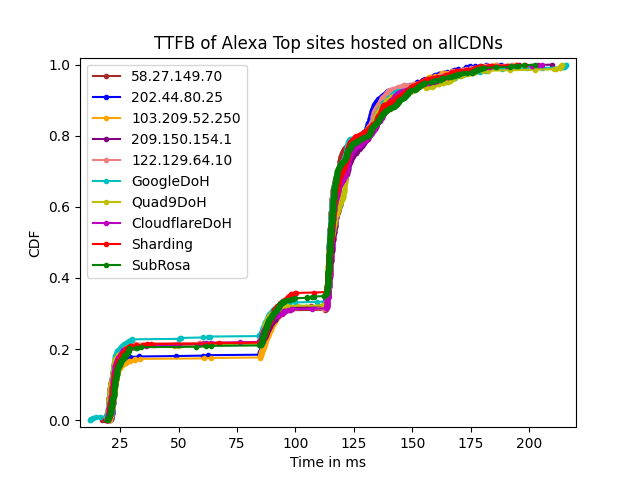 TTFB of Alexa Top sites hosted on allCDNs
1.0
0.8
0.6
0.4
0.2
0.0
CDF
58.27.149.70
202.44.80.25
103.209.52.250
209.150.154.1
122.129.64.10
GoogleDoH
Quad9DoH
CloudflareDoH
Sharding
SubRosa
25 50 75 100 125 150 175 200
Time in ms